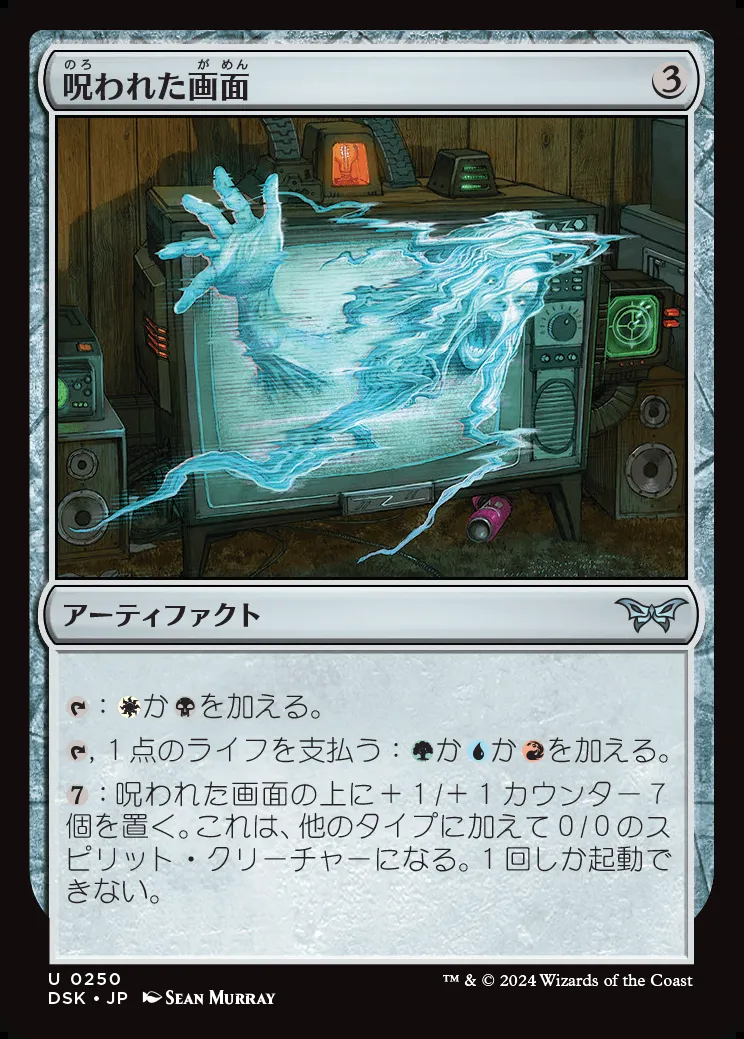 呪われた画面
3
アーティファクト
:かを加える。
, 1点のライフを支払う:かかを加える。
7:呪われた画面の上に+1/+1カウンター7
個を置く。これは、他のタイプに加えて0/0のス
ピリット・クリーチャーになる。1回しか起動で
きない。
U 0250
DSK • JP SEAN MURRAY
™ & © 2024 Wizards of the Coast